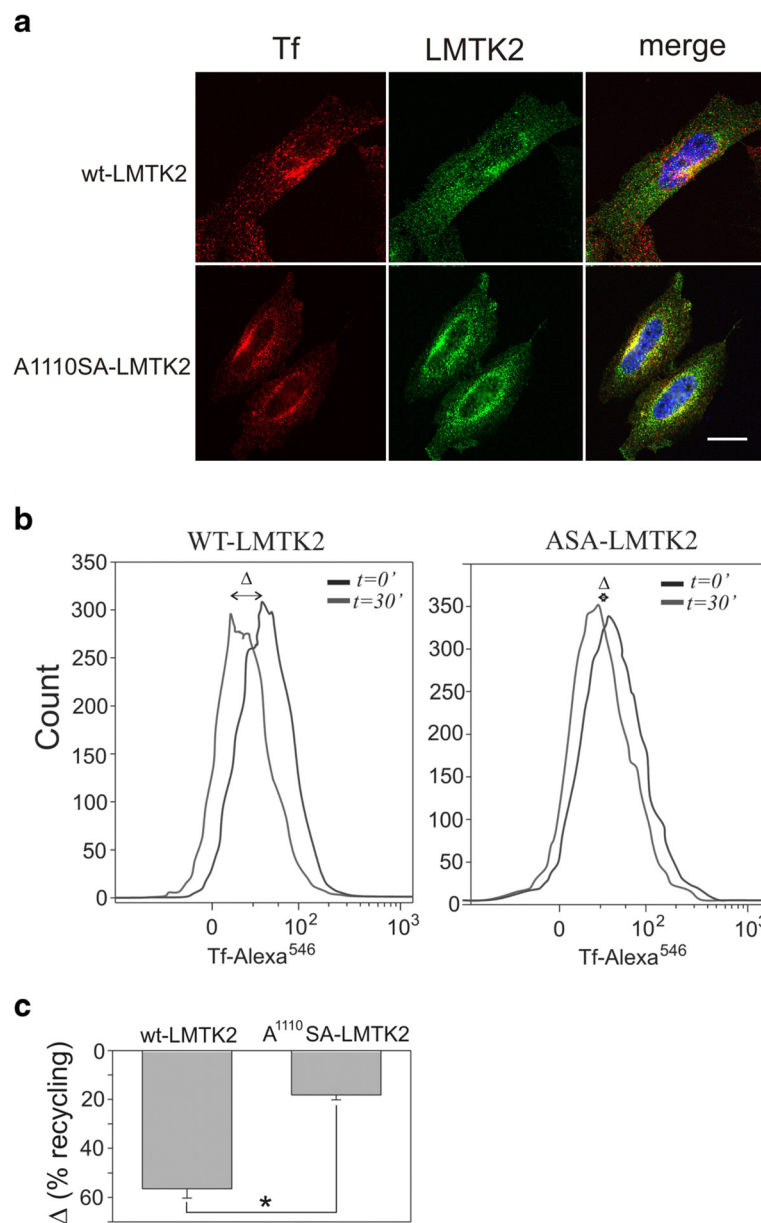 a
Tf LMTK2 merge
wt-LMTK2
A1110SA-LMTK2
b
WT-LMTK2
Δ
t=0'
t=30'
350
300
250
200
150
100
50
0
Count
0 10² 10³
Tf-Alexa⁵⁴⁶
ASA-LMTK2
Δ
t=0'
t=30'
350
300
250
200
150
100
50
0
0 10² 10³
Tf-Alexa⁵⁴⁶
c
wt-LMTK2 A¹¹¹⁰SA-LMTK2
0
20
40
60
Δ (% recycling)
*